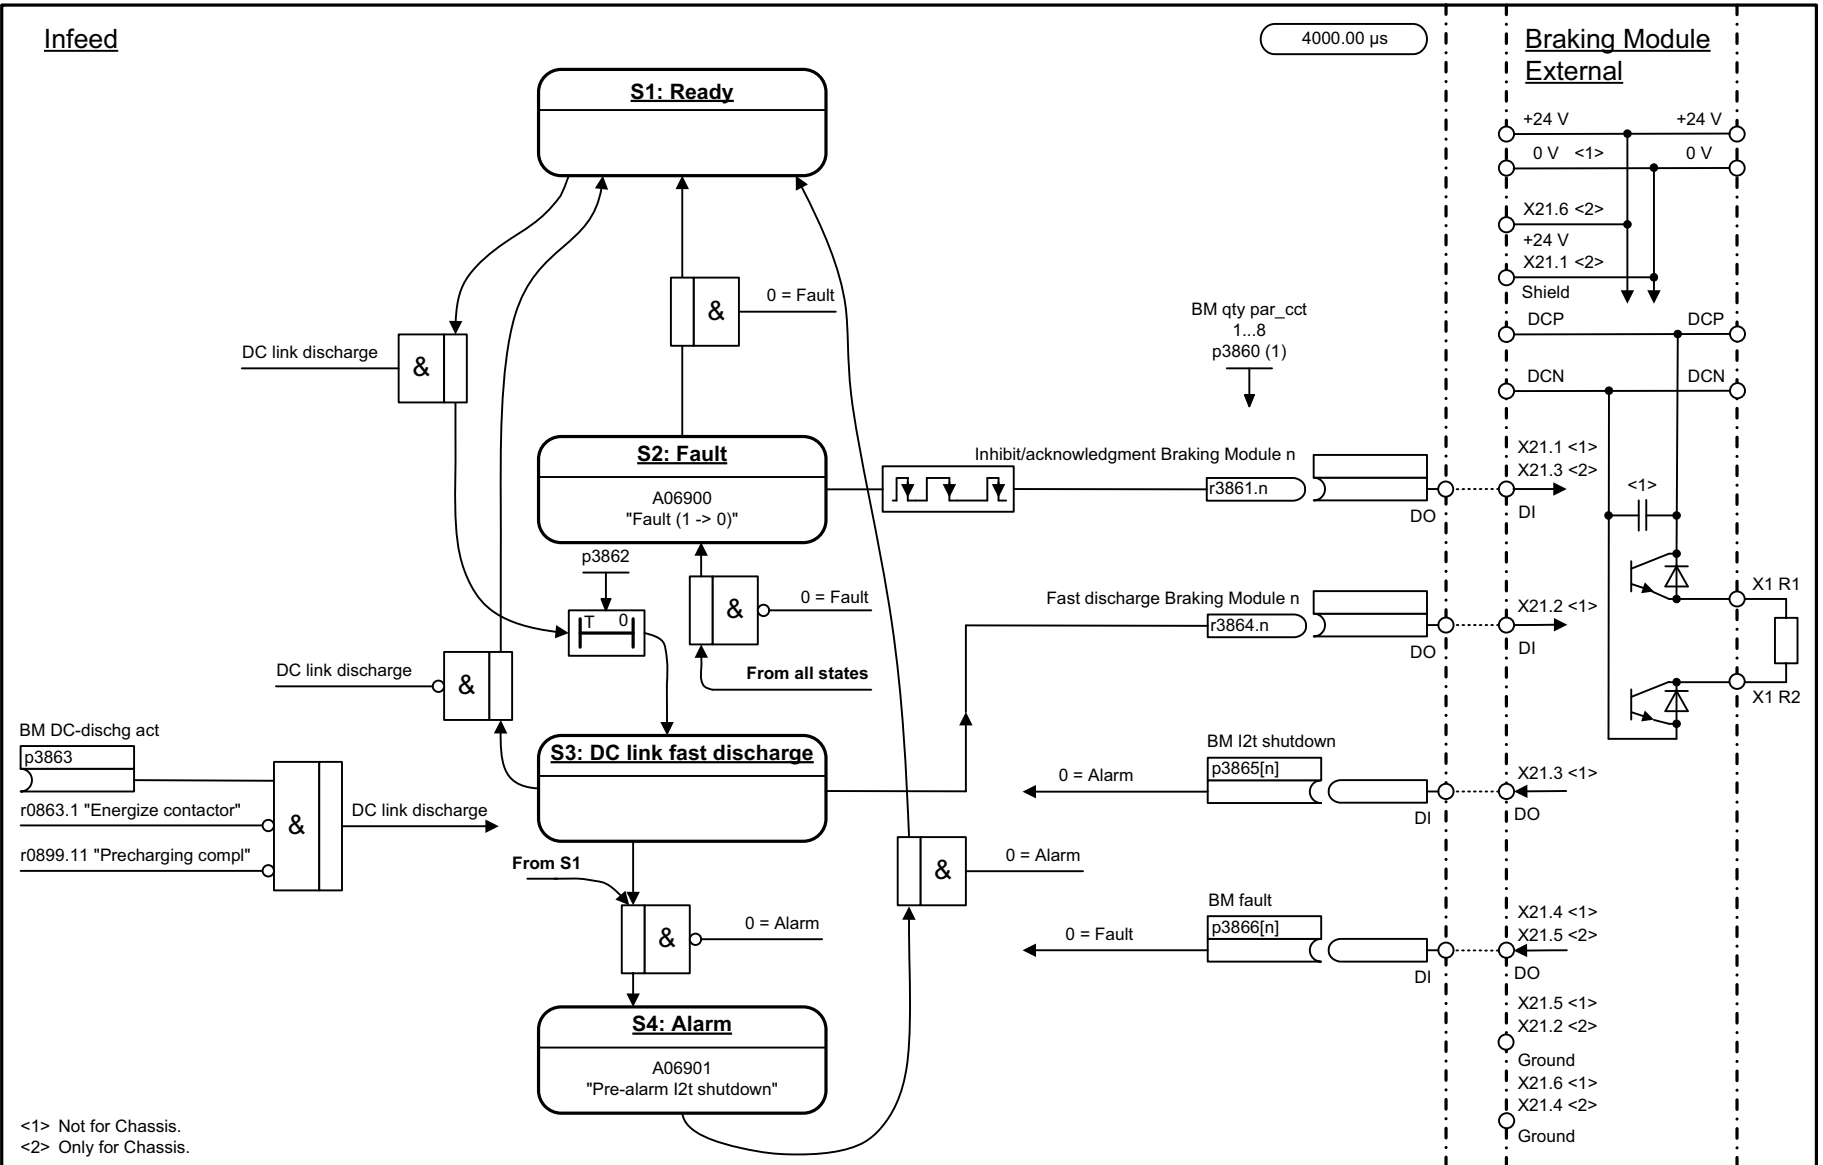 Infeed
4000.00 µs
Braking Module
External
S1: Ready
+24 V
+24 V
0 V <1>
0 V
X21.6 <2>
+24 V
X21.1 <2>
Shield
&
0 = Fault
BM qty par_cct
1...8
p3860 (1)
DCP
DCP
DC link discharge
&
DCN
DCN
S2: Fault
A06900
"Fault (1 -> 0)"
Inhibit/acknowledgment Braking Module n
r3861.n
DO
X21.1 <1>
X21.3 <2>
DI
<1>
p3862
T 0
&
0 = Fault
From all states
Fast discharge Braking Module n
r3864.n
DO
X21.2 <1>
DI
X1 R1
X1 R2
DC link discharge
&
BM DC-dischg act
p3863
r0863.1 "Energize contactor"
r0899.11 "Precharging compl"
&
DC link discharge
S3: DC link fast discharge
BM I2t shutdown
p3865[n]
0 = Alarm
DI
X21.3 <1>
DO
From S1
&
0 = Alarm
&
0 = Alarm
BM fault
p3866[n]
0 = Fault
DI
X21.4 <1>
X21.5 <2>
DO
X21.5 <1>
X21.2 <2>
Ground
X21.6 <1>
X21.4 <2>
Ground
S4: Alarm
A06901
"Pre-alarm I2t shutdown"
<1> Not for Chassis.
<2> Only for Chassis.